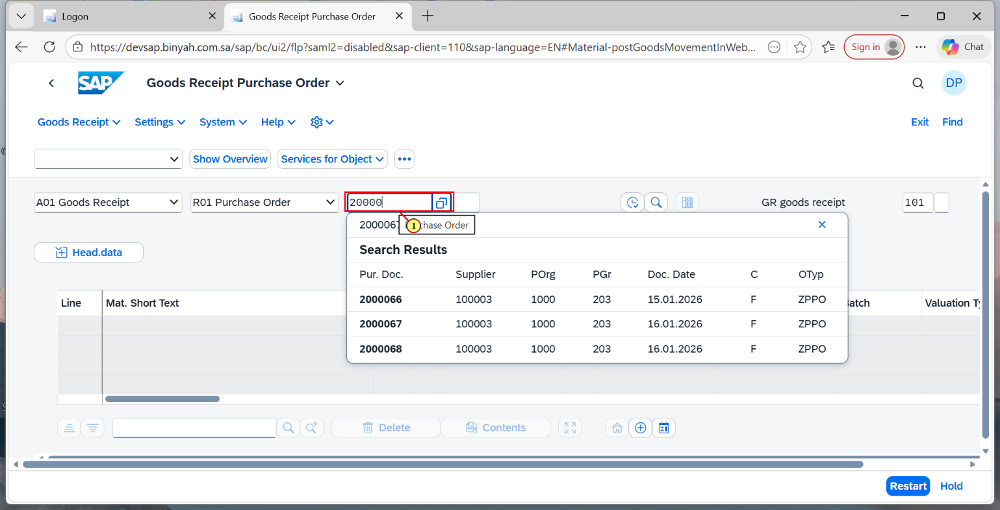 Logon
Goods Receipt Purchase Order
https://devsap.binyah.com.sa/sap/bc/ui2/flp?saml2=disabled&sap-client=110&sap-language=EN#Material-postGoodsMovementInWeb...
Sign in
Chat
SAP
Goods Receipt Purchase Order
DP
Goods Receipt
Settings
System
Help
Exit
Find
Show Overview
Services for Object
A01 Goods Receipt
R01 Purchase Order
20000
GR goods receipt
101
2000067
1
chase Order
Head.data
Search Results
Pur. Doc. Supplier POrg PGr Doc. Date C OTyp
2000066 100003 1000 203 15.01.2026 F ZPPO
2000067 100003 1000 203 16.01.2026 F ZPPO
2000068 100003 1000 203 16.01.2026 F ZPPO
Line Mat. Short Text atch Valuation Ty
Delete
Contents
Restart
Hold